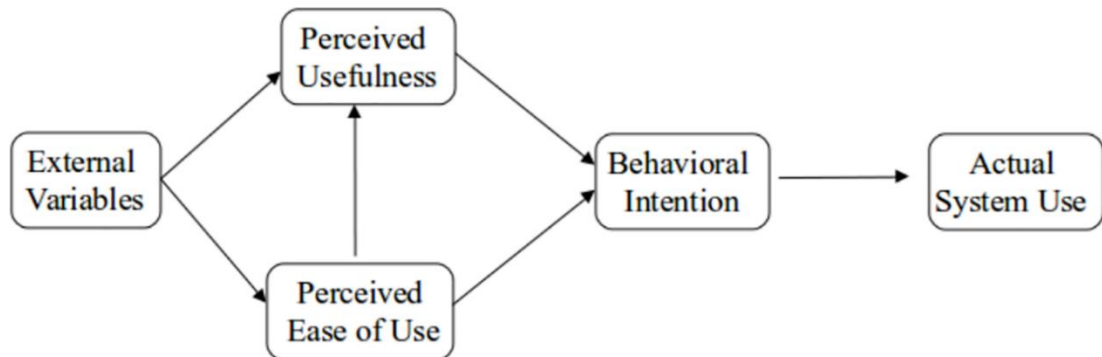 Perceived
Usefulness
External
Variables
Behavioral
Intention
Actual
System Use
Perceived
Ease of Use